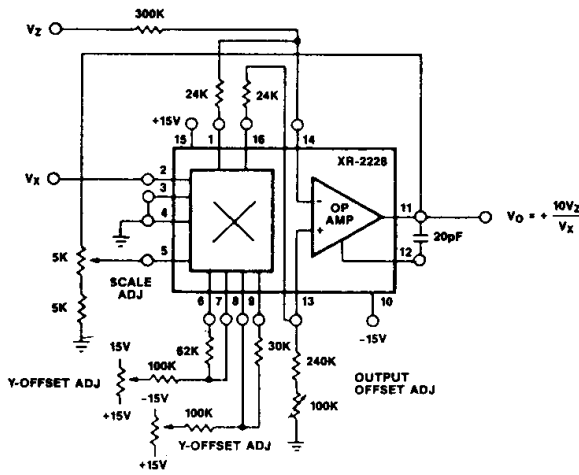 VZ
300K
24K
24K
+15V
15
1
16
14
XR-2228
VX
2
3
4
5
OP
AMP
-
+
11
12
20pF
VO = + 10VZ
VX
5K
SCALE
ADJ
5K
6
7
8
9
13
10
-15V
62K
30K
240K
15V
100K
-15V
Y-OFFSET ADJ
+15V
100K
Y-OFFSET ADJ
+15V
OUTPUT
OFFSET ADJ
100K